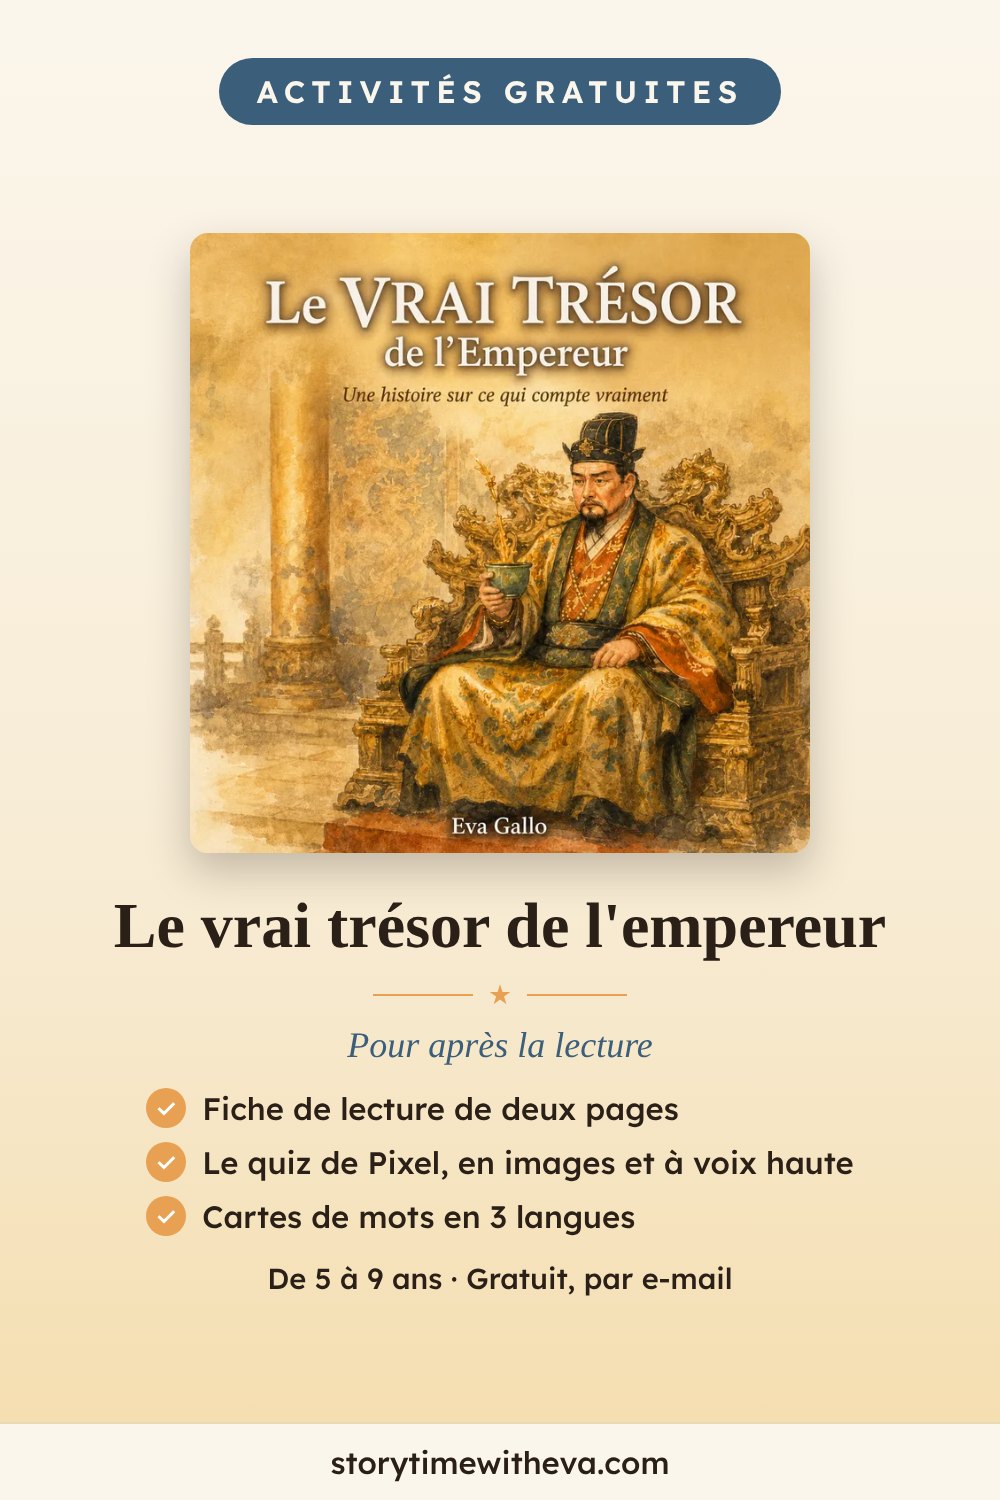 ACTIVITÉS GRATUITES
Le VRAI TRÉSOR
de l’Empereur
Une histoire sur ce qui compte vraiment
Eva Gallo
Le vrai trésor de l'empereur
Pour après la lecture
Fiche de lecture de deux pages
Le quiz de Pixel, en images et à voix haute
Cartes de mots en 3 langues
De 5 à 9 ans · Gratuit, par e-mail
storytimewitheva.com